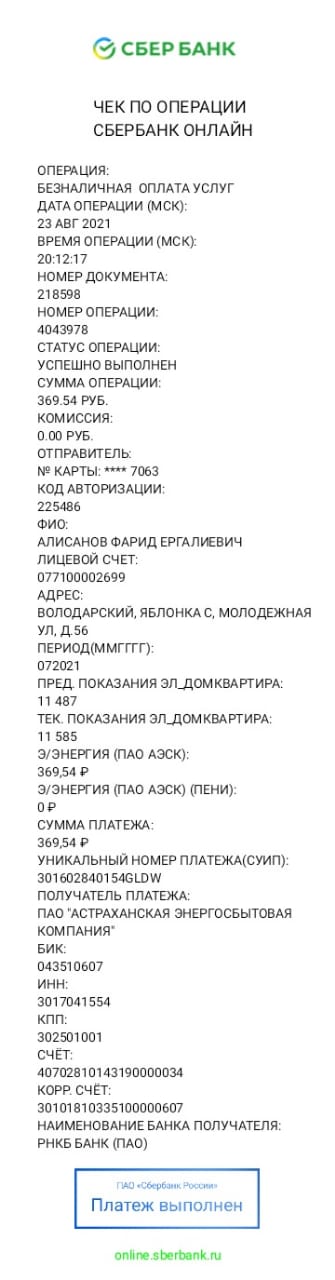 СБЕР БАНК
ЧЕК ПО ОПЕРАЦИИ
СБЕРБАНК ОНЛАЙН
ОПЕРАЦИЯ:
БЕЗНАЛИЧНАЯ ОПЛАТА УСЛУГ
ДАТА ОПЕРАЦИИ (МСК):
23 АВГ 2021
ВРЕМЯ ОПЕРАЦИИ (МСК):
20:12:17
НОМЕР ДОКУМЕНТА:
218598
НОМЕР ОПЕРАЦИИ:
4043978
СТАТУС ОПЕРАЦИИ:
УСПЕШНО ВЫПОЛНЕН
СУММА ОПЕРАЦИИ:
369.54 РУБ.
КОМИССИЯ:
0.00 РУБ.
ОТПРАВИТЕЛЬ:
№ КАРТЫ: **** 7063
КОД АВТОРИЗАЦИИ:
225486
ФИО:
АЛИСАНОВ ФАРИД ЕРГАЛИЕВИЧ
ЛИЦЕВОЙ СЧЕТ:
077100002699
АДРЕС:
ВОЛОДАРСКИЙ, ЯБЛОНКА С, МОЛОДЕЖНАЯ
УЛ, Д.56
ПЕРИОД(ММГГГГ):
072021
ПРЕД. ПОКАЗАНИЯ ЭЛ_ДОМКВАРТИРА:
11 487
ТЕК. ПОКАЗАНИЯ ЭЛ_ДОМКВАРТИРА:
11 585
Э/ЭНЕРГИЯ (ПАО АЭСК):
369,54 ₽
Э/ЭНЕРГИЯ (ПАО АЭСК) (ПЕНИ):
0 ₽
СУММА ПЛАТЕЖА:
369,54 ₽
УНИКАЛЬНЫЙ НОМЕР ПЛАТЕЖА(СУИП):
301602840154GLDW
ПОЛУЧАТЕЛЬ ПЛАТЕЖА:
ПАО "АСТРАХАНСКАЯ ЭНЕРГОСБЫТОВАЯ
КОМПАНИЯ"
БИК:
043510607
ИНН:
3017041554
КПП:
302501001
СЧЁТ:
40702810143190000034
КОРР. СЧЁТ:
30101810335100000607
НАИМЕНОВАНИЕ БАНКА ПОЛУЧАТЕЛЯ:
РНКБ БАНК (ПАО)
ПАО «Сбербанк России»
Платеж выполнен
online.sberbank.ru